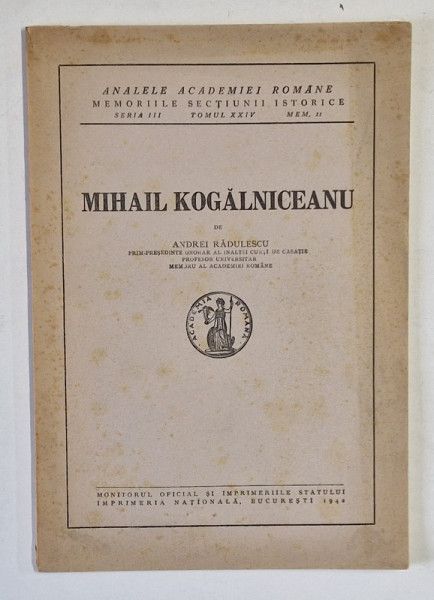 ANALELE ACADEMIEI ROMÂNE
MEMORIILE SECȚIUNII ISTORICE
SERIA III TOMUL XXIV MEM. 11
MIHAIL KOGĂLNICEANU
DE
ANDREI RĂDULESCU
PRIM-PREȘEDINTE ONORAR AL INALTEI CURȚI DE CASAȚIE
PROFESOR UNIVERSITAR
MEMBRU AL ACADEMIEI ROMÂNE
ACADEMIA ROMANA
MONITORUL OFICIAL ȘI IMPRIMERIILE STATULUI
IMPRIMERIA NAȚIONALĂ, BUCUREȘTI 1942